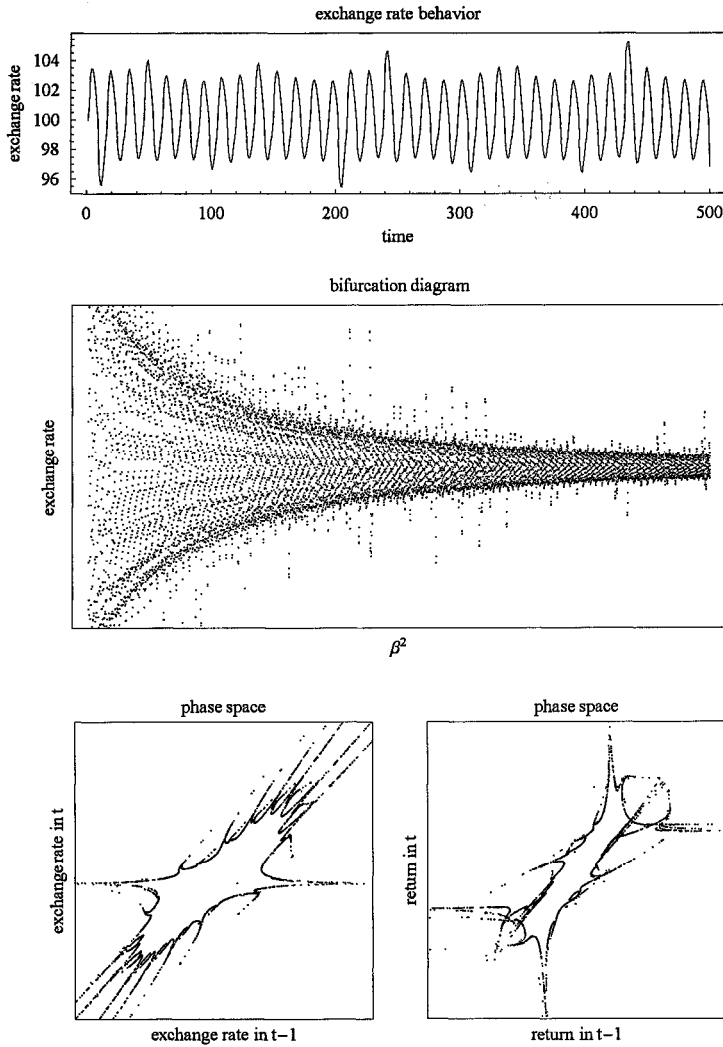 exchange rate behavior
exchange rate
104
102
100
98
96
0
100
200
300
400
500
time
bifurcation diagram
exchange rate
β²
phase space
exchange rate in t
exchange rate in t−1
phase space
return in t
return in t−1